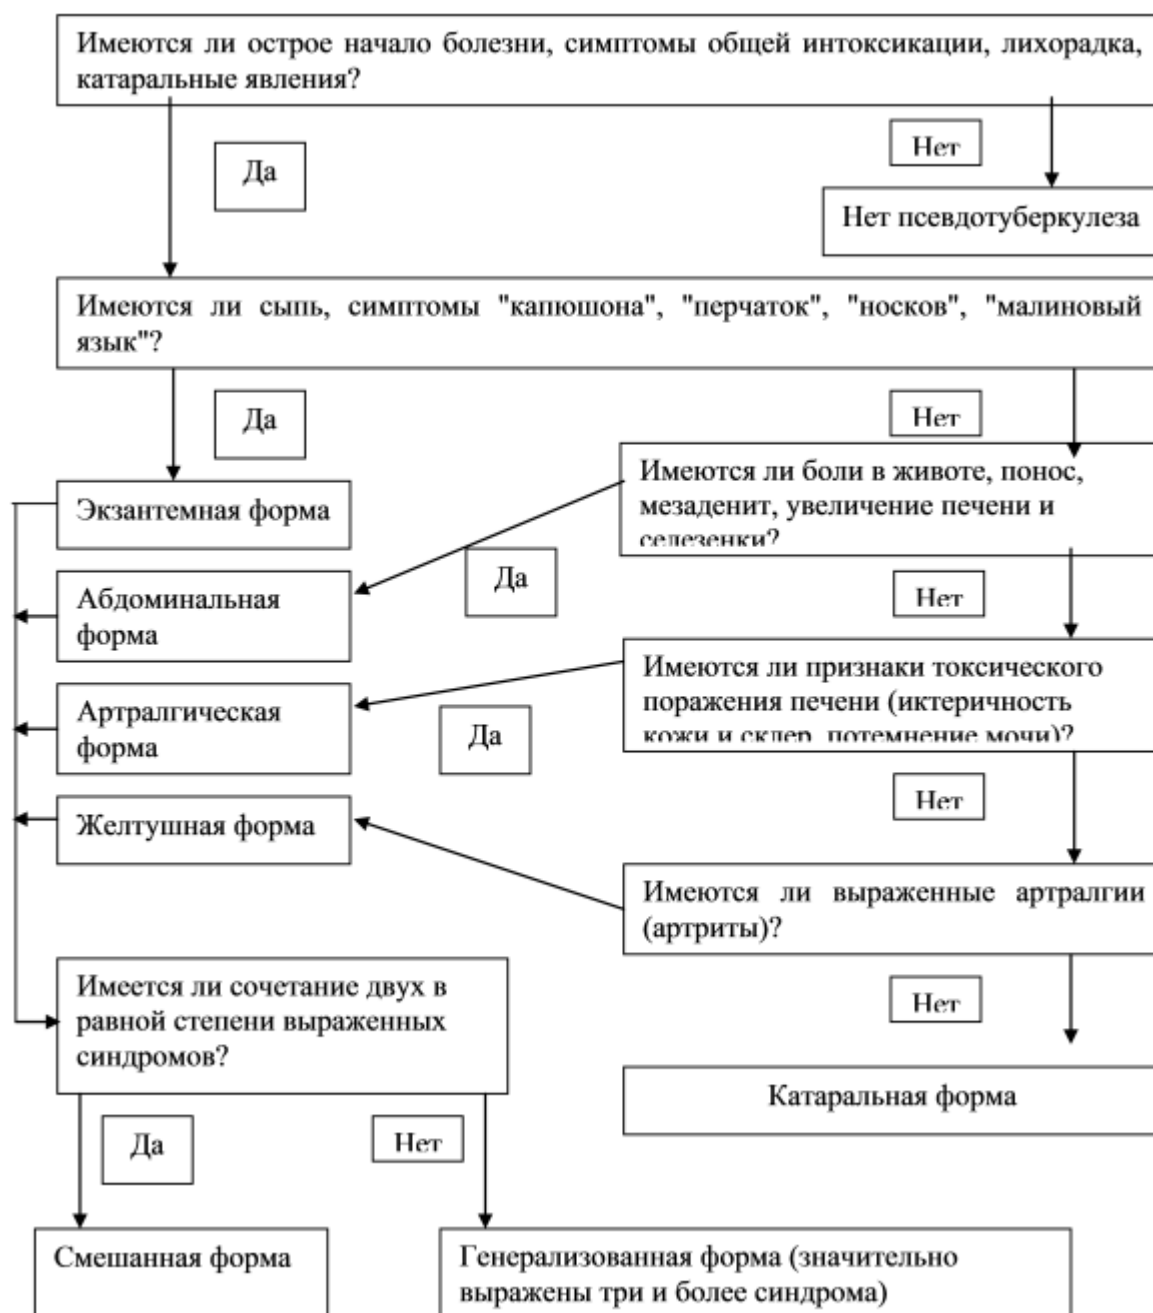 Имеются ли острое начало болезни, симптомы общей интоксикации, лихорадка,
катаральные явления?
Да
Нет
Нет псевдотуберкулеза
Имеются ли сыпь, симптомы "капюшона", "перчаток", "носков", "малиновый
язык"?
Да
Нет
Экзантемная форма
Имеются ли боли в животе, понос,
мезаденит, увеличение печени и
селезенки?
Да
Нет
Абдоминальная
форма
Имеются ли признаки токсического
поражения печени (иктеричность
кожи и склер, потемнение мочи)?
Артралгическая
форма
Да
Нет
Желтушная форма
Имеются ли выраженные артралгии
(артриты)?
Нет
Имеется ли сочетание двух в
равной степени выраженных
синдромов?
Катаральная форма
Да
Нет
Смешанная форма
Генерализованная форма (значительно
выражены три и более синдрома)